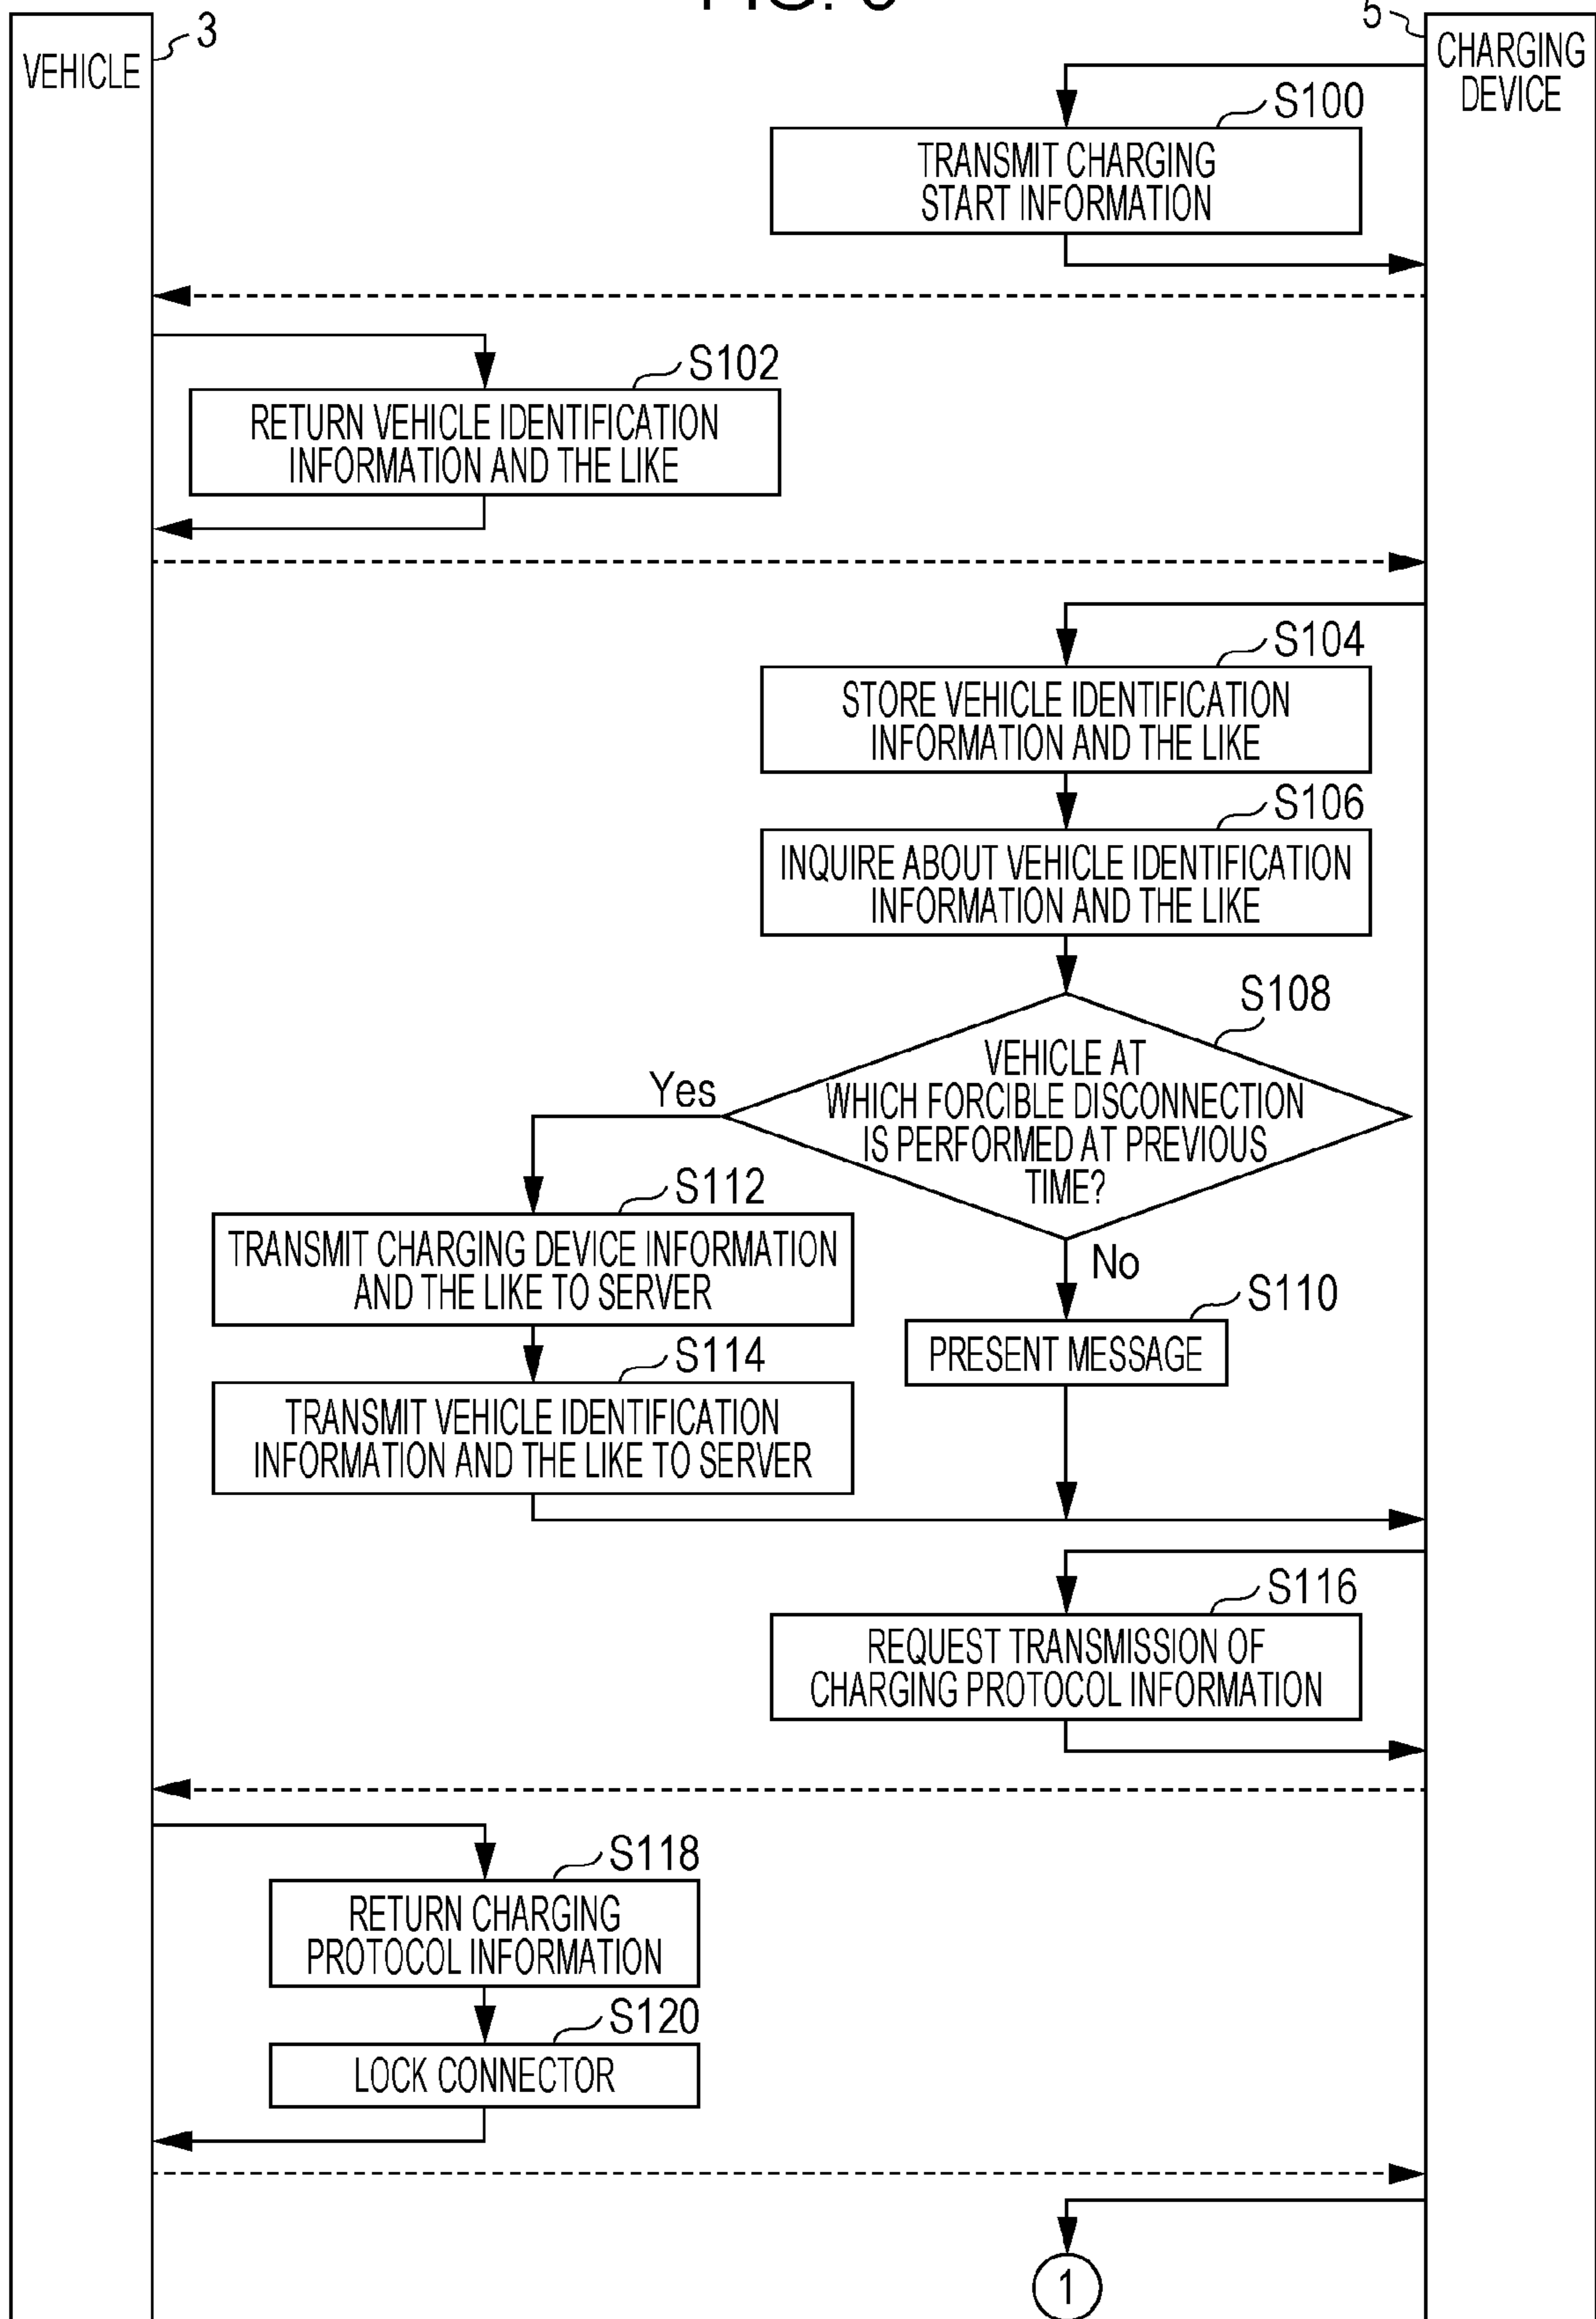 VEHICLE
3
5
CHARGING
DEVICE
S100
TRANSMIT CHARGING
START INFORMATION
S102
RETURN VEHICLE IDENTIFICATION
INFORMATION AND THE LIKE
S104
STORE VEHICLE IDENTIFICATION
INFORMATION AND THE LIKE
S106
INQUIRE ABOUT VEHICLE IDENTIFICATION
INFORMATION AND THE LIKE
S108
VEHICLE AT
WHICH FORCIBLE DISCONNECTION
IS PERFORMED AT PREVIOUS
TIME?
Yes
No
S112
TRANSMIT CHARGING DEVICE INFORMATION
AND THE LIKE TO SERVER
S110
PRESENT MESSAGE
S114
TRANSMIT VEHICLE IDENTIFICATION
INFORMATION AND THE LIKE TO SERVER
S116
REQUEST TRANSMISSION OF
CHARGING PROTOCOL INFORMATION
S118
RETURN CHARGING
PROTOCOL INFORMATION
S120
LOCK CONNECTOR
1